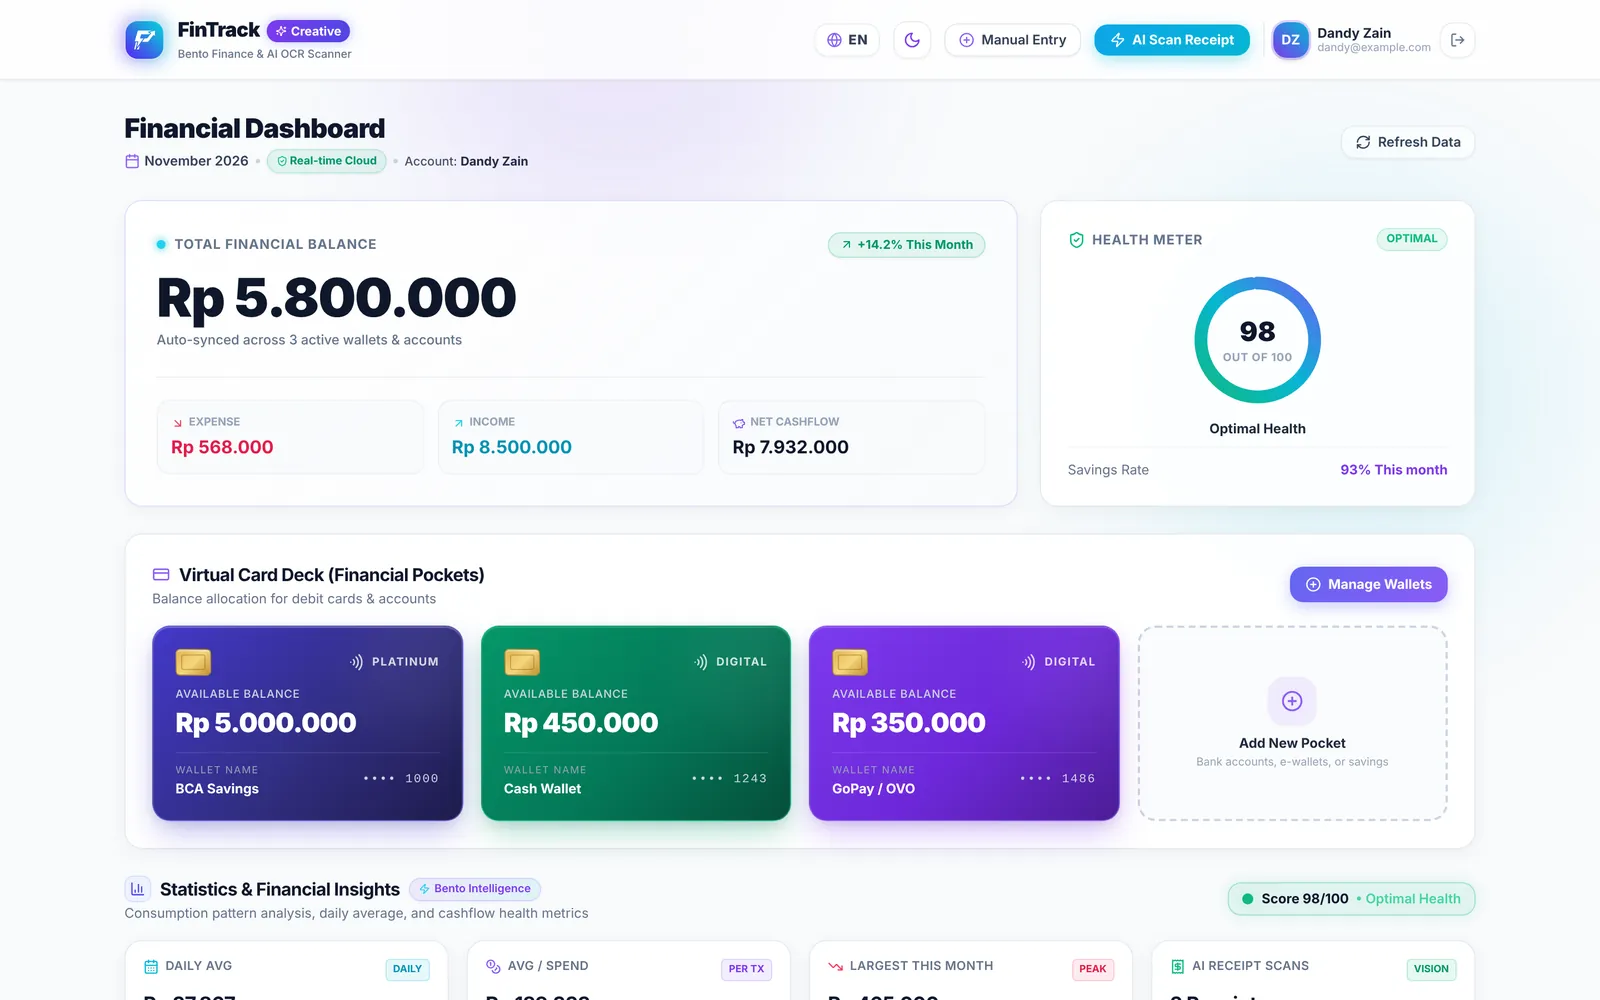 FinTrack
Creative
Bento Finance & AI OCR Scanner
EN
Manual Entry
AI Scan Receipt
DZ
Dandy Zain
dandy@example.com
Financial Dashboard
November 2026 • Real-time Cloud • Account: Dandy Zain
Refresh Data
TOTAL FINANCIAL BALANCE
+14.2% This Month
Rp 5.800.000
Auto-synced across 3 active wallets & accounts
EXPENSE
Rp 568.000
INCOME
Rp 8.500.000
NET CASHFLOW
Rp 7.932.000
HEALTH METER
OPTIMAL
98
OUT OF 100
Optimal Health
Savings Rate
93% This month
Virtual Card Deck (Financial Pockets)
Balance allocation for debit cards & accounts
Manage Wallets
PLATINUM
AVAILABLE BALANCE
Rp 5.000.000
WALLET NAME
BCA Savings
•••• 1000
DIGITAL
AVAILABLE BALANCE
Rp 450.000
WALLET NAME
Cash Wallet
•••• 1243
DIGITAL
AVAILABLE BALANCE
Rp 350.000
WALLET NAME
GoPay / OVO
•••• 1486
Add New Pocket
Bank accounts, e-wallets, or savings
Statistics & Financial Insights
Bento Intelligence
Consumption pattern analysis, daily average, and cashflow health metrics
Score 98/100 • Optimal Health
DAILY AVG
DAILY
AVG / SPEND
PER TX
LARGEST THIS MONTH
PEAK
AI RECEIPT SCANS
VISION